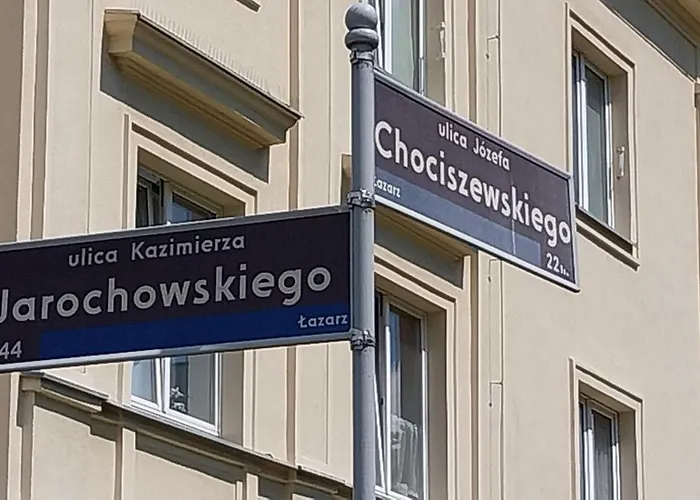 ulica Józefa
Chociszewskiego
Łazarz
22
ulica Kazimierza
Jarochowskiego
Łazarz
44